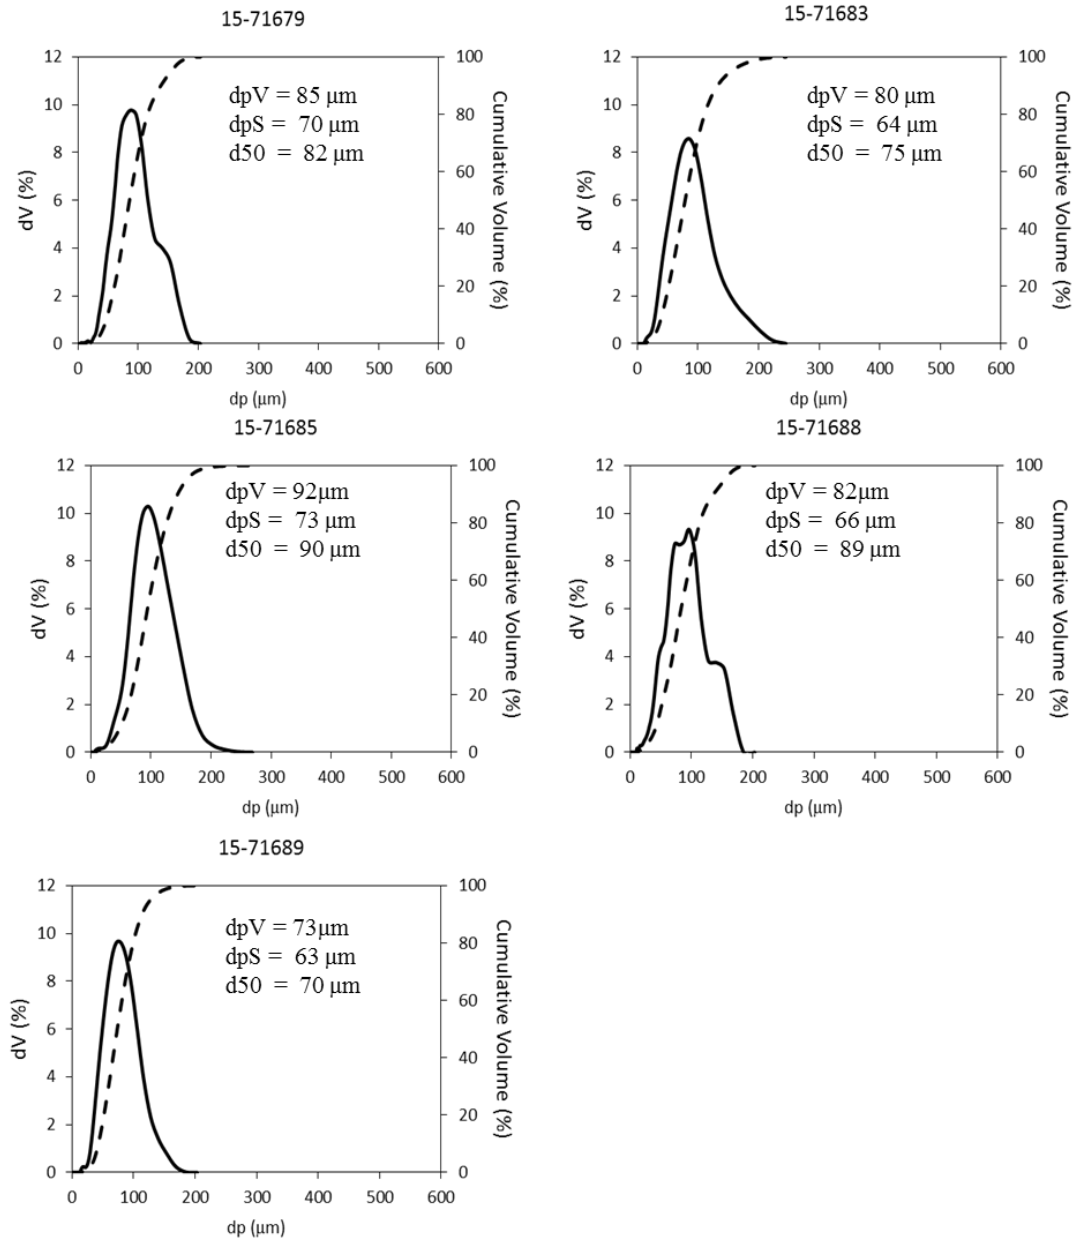 15-71679
12
10
8
6
4
2
0
dV (%)
100
80
60
40
20
0
Cumulative Volume (%)
dpV = 85 μm
dpS = 70 μm
d50 = 82 μm
0 100 200 300 400 500 600
dp (μm)
15-71683
12
10
8
6
4
2
0
dV (%)
100
80
60
40
20
0
Cumulative Volume (%)
dpV = 80 μm
dpS = 64 μm
d50 = 75 μm
0 100 200 300 400 500 600
dp (μm)
15-71685
12
10
8
6
4
2
0
dV (%)
100
80
60
40
20
0
Cumulative Volume (%)
dpV = 92μm
dpS = 73 μm
d50 = 90 μm
0 100 200 300 400 500 600
dp (μm)
15-71688
12
10
8
6
4
2
0
dV (%)
100
80
60
40
20
0
Cumulative Volume (%)
dpV = 82μm
dpS = 66 μm
d50 = 89 μm
0 100 200 300 400 500 600
dp (μm)
15-71689
12
10
8
6
4
2
0
dV (%)
100
80
60
40
20
0
Cumulative Volume (%)
dpV = 73μm
dpS = 63 μm
d50 = 70 μm
0 100 200 300 400 500 600
dp (μm)